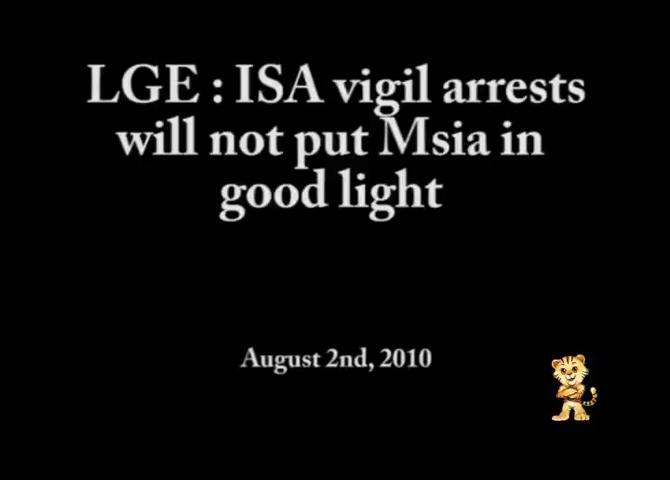 LGE : ISA vigil arrests
will not put Msia in
good light
August 2nd, 2010